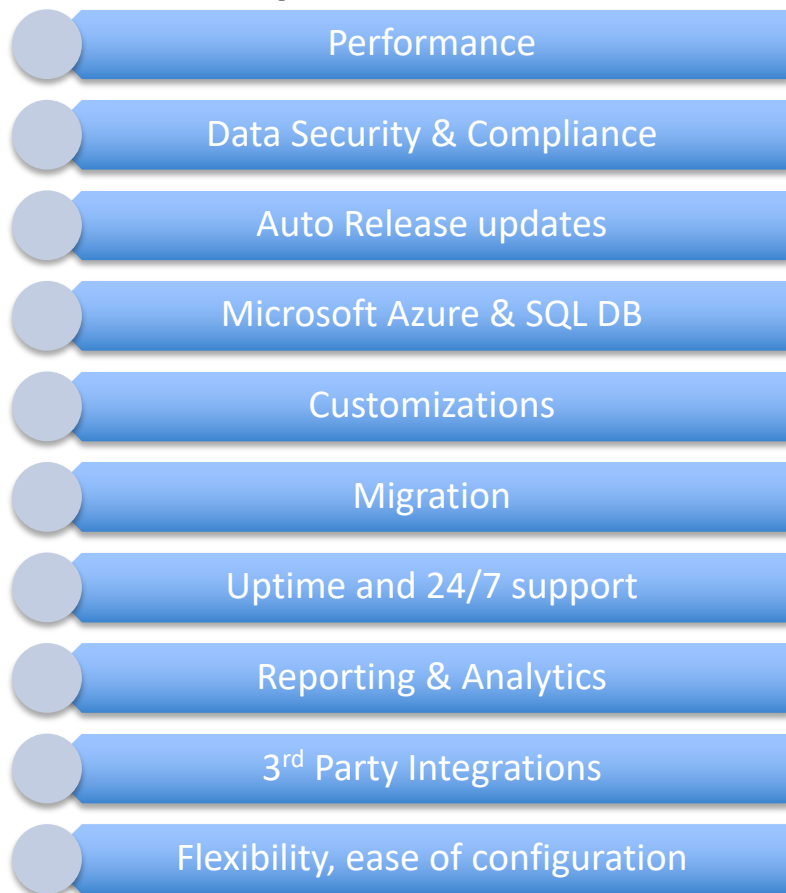 Performance
Data Security & Compliance
Auto Release updates
Microsoft Azure & SQL DB
Customizations
Migration
Uptime and 24/7 support
Reporting & Analytics
3rd Party Integrations
Flexibility, ease of configuration